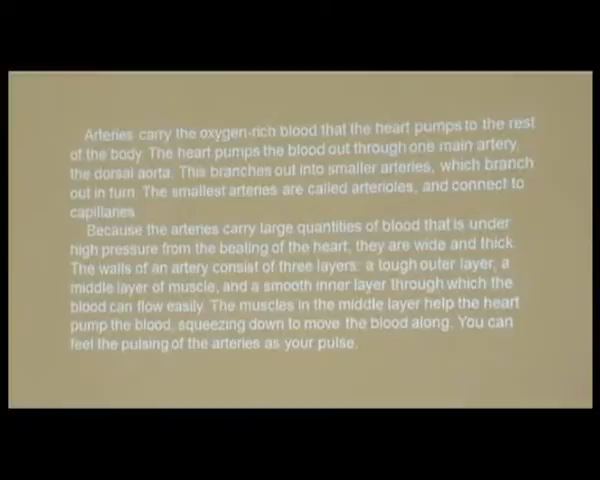 Arteries carry the oxygen-rich blood that the heart pumps to the rest
of the body. The heart pumps the blood out through one main artery,
the dorsal aorta. This branches out into smaller arteries, which branch
out in turn. The smallest arteries are called arterioles, and connect to
capillaries.
Because the arteries carry large quantities of blood that is under
high pressure from the beating of the heart, they are wide and thick.
The walls of an artery consist of three layers: a tough outer layer, a
middle layer of muscle, and a smooth inner layer through which the
blood can flow easily. The muscles in the middle layer help the heart
pump the blood, squeezing down to move the blood along. You can
feel the pulsing of the arteries as your pulse.